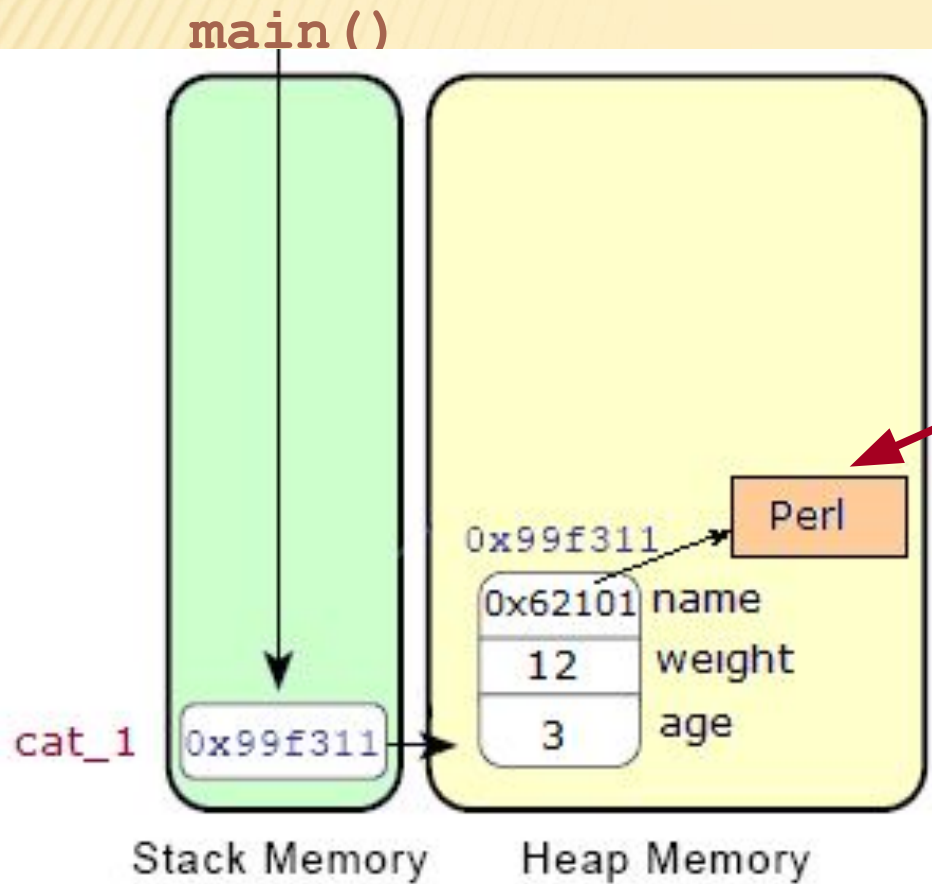 main()
0x99f311
Perl
0x62101 name
12 weight
3 age
cat_1 0x99f311
Stack Memory Heap Memory